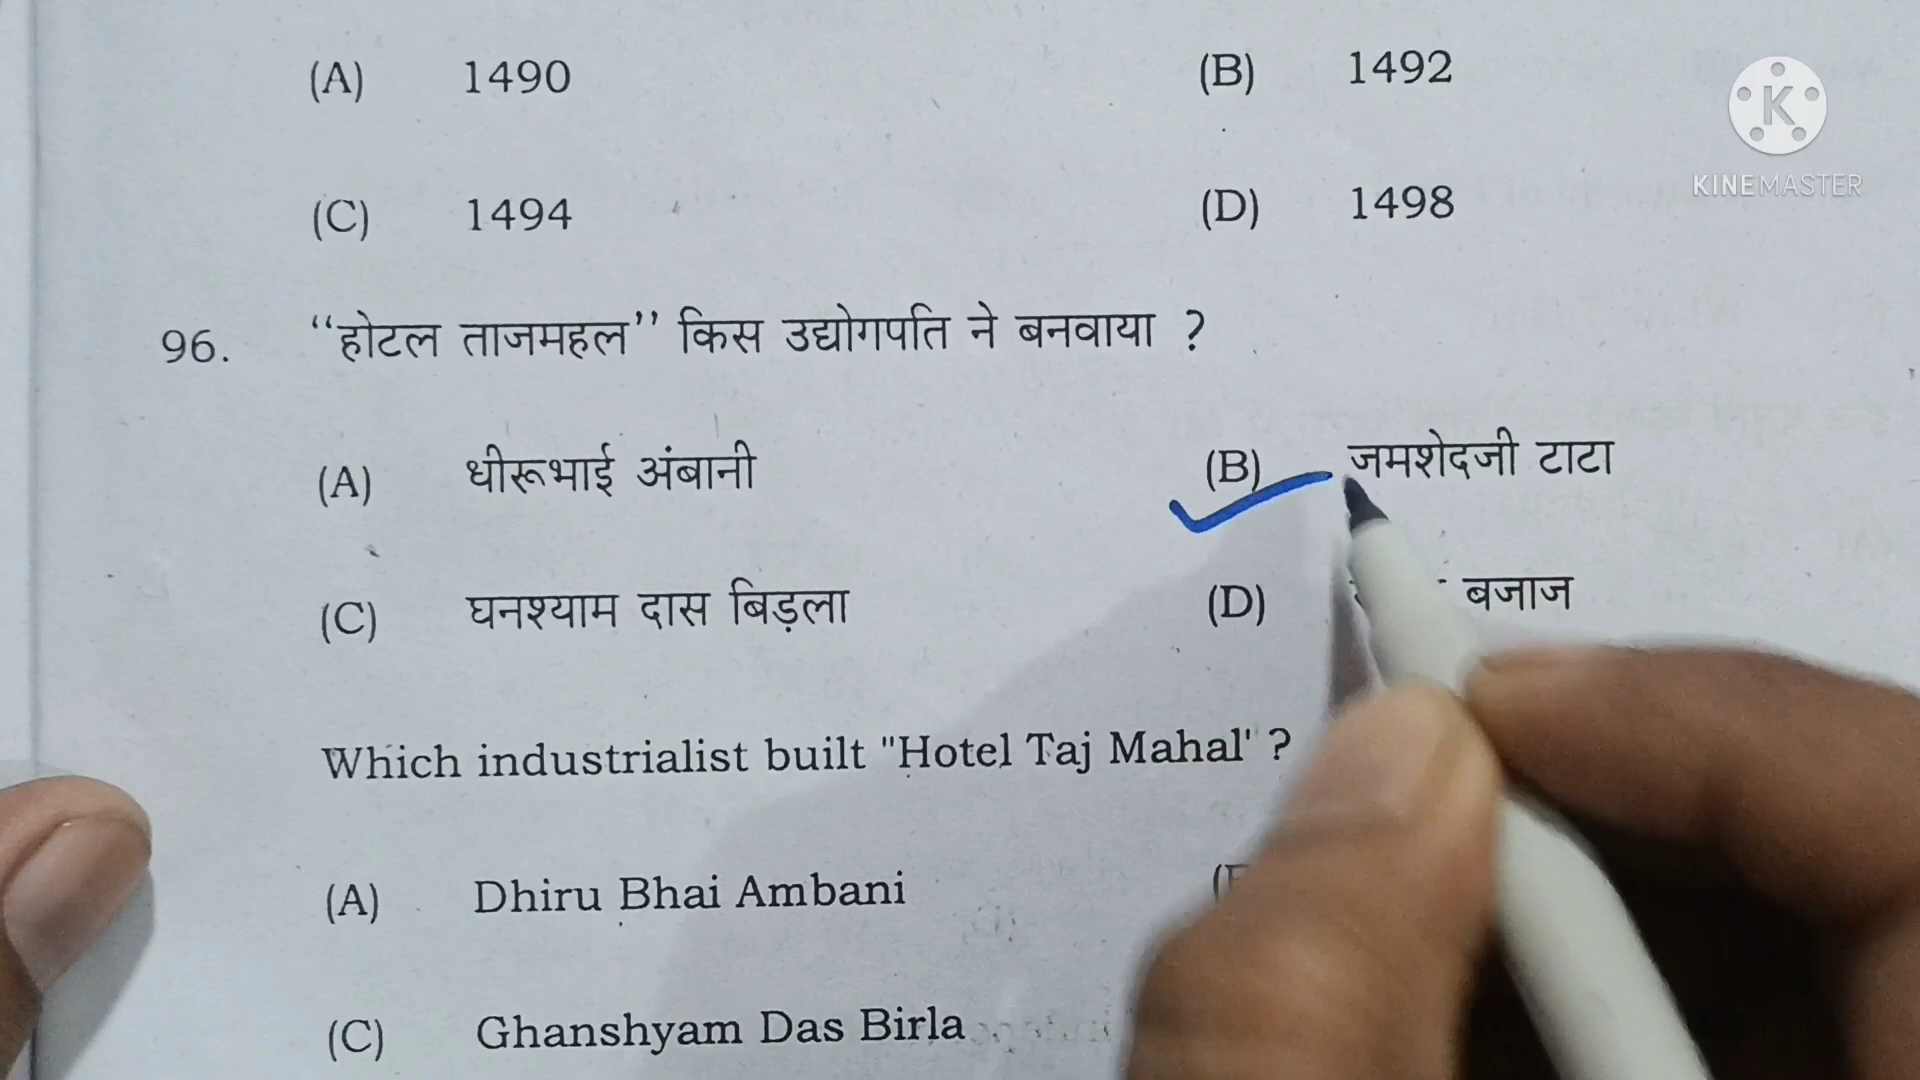 (A) 1490 (B) 1492
K
KINEMASTER
(C) 1494 (D) 1498
96. “होटल ताजमहल” किस उद्योगपति ने बनवाया ?
(A) धीरूभाई अंबानी (B) जमशेदजी टाटा
(C) घनश्याम दास बिड़ला (D) बजाज
Which industrialist built "Hotel Taj Mahal' ?
(A) Dhiru Bhai Ambani
(C) Ghanshyam Das Birla